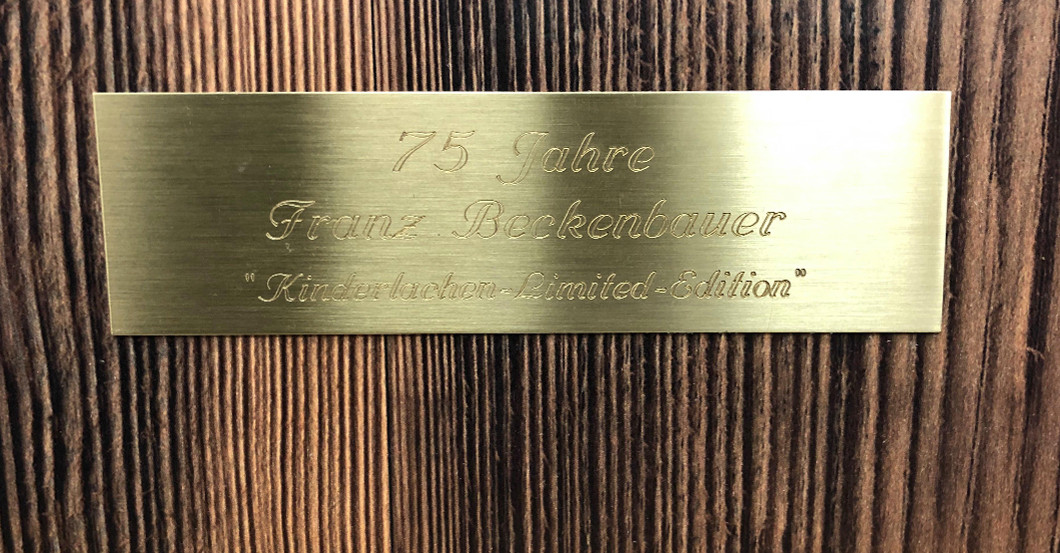 75 Jahre
Franz Beckenbauer
"Kinderlachen-Limited-Edition"